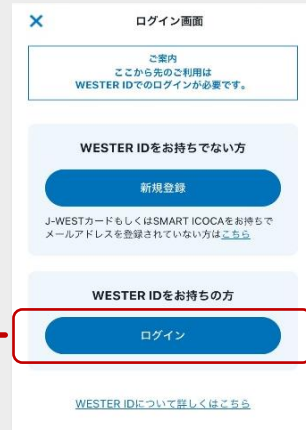 ログイン画面
ご案内
ここから先のご利用は
WESTER IDでのログインが必要です。
WESTER IDをお持ちでない方
新規登録
J-WESTカードもしくはSMART ICOCAをお持ちで
メールアドレスを登録されていない方はこちら
WESTER IDをお持ちの方
ログイン
WESTER IDについて詳しくはこちら